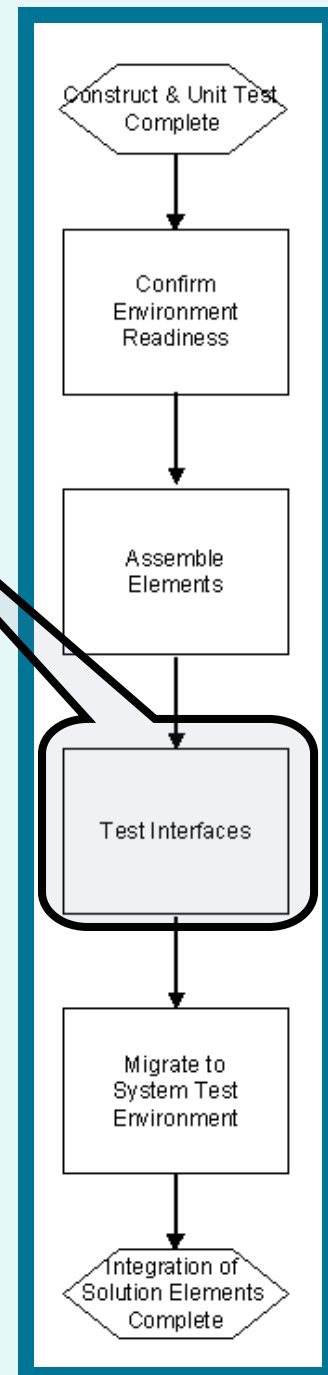 Construct & Unit Test
Complete
Confirm
Environment
Readiness
Assemble
Elements
Test Interfaces
Migrate to
System Test
Environment
Integration of
Solution Elements
Complete